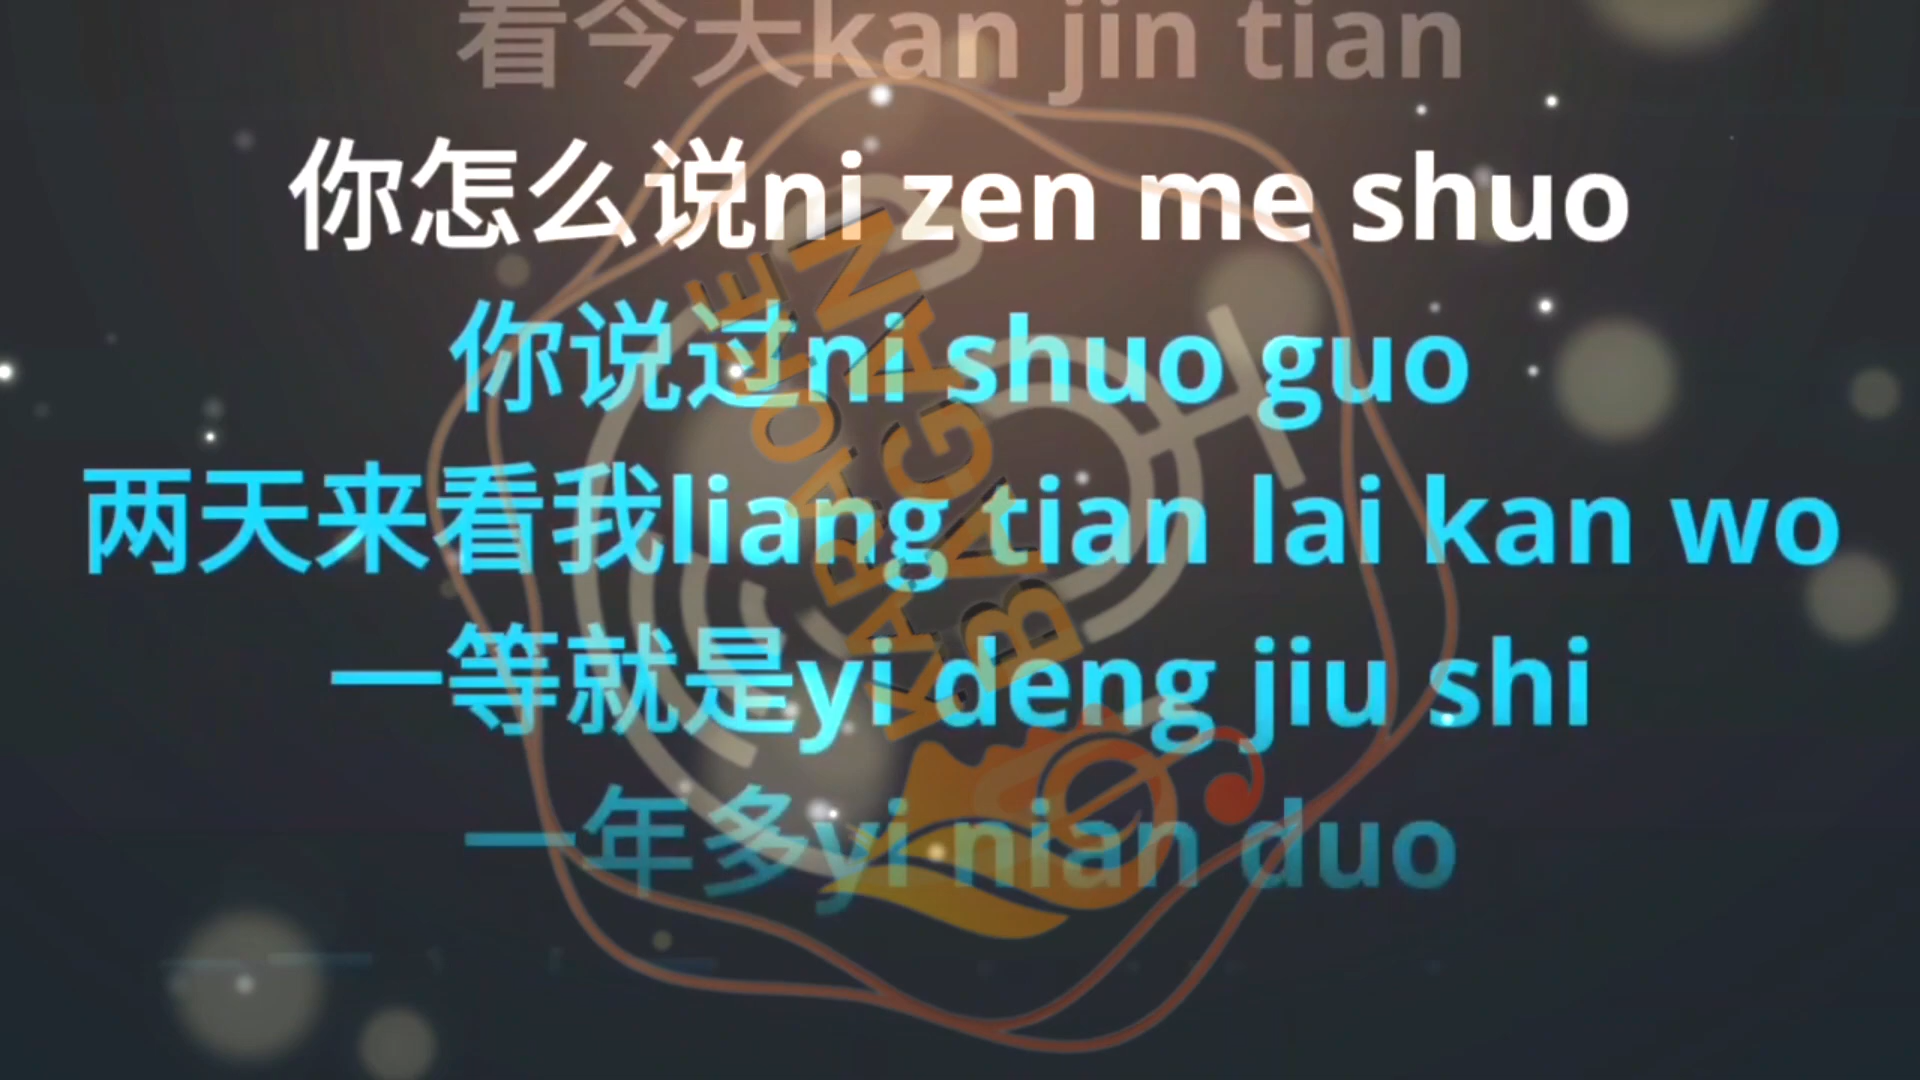 看今天kan jin tian
你怎么说ni zen me shuo
你说过ni shuo guo
两天来看我liang tian lai kan wo
一等就是yi deng jiu shi
一年多yi nian duo
KARAOKE
BAGAN